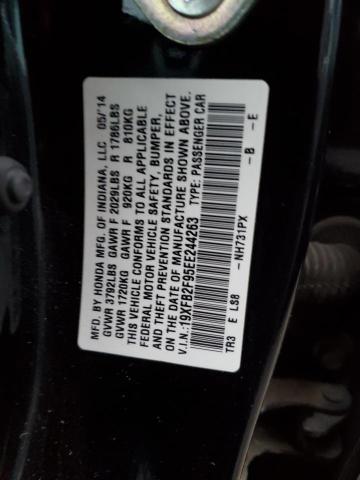 MFD. BY HONDA MFG. OF INDIANA, LLC 05/'14
GVWR 3792LBS GAWR F 2029LBS R 1786LBS
GVWR 1720KG GAWR F 920KG R 810KG
THIS VEHICLE CONFORMS TO ALL APPLICABLE
FEDERAL MOTOR VEHICLE SAFETY, BUMPER,
AND THEFT PREVENTION STANDARDS IN EFFECT
ON THE DATE OF MANUFACTURE SHOWN ABOVE.
V.I.N.:19XFB2F95EE244263 TYPE: PASSENGER CAR
TR3 E LS8 -NH731PX -B -E